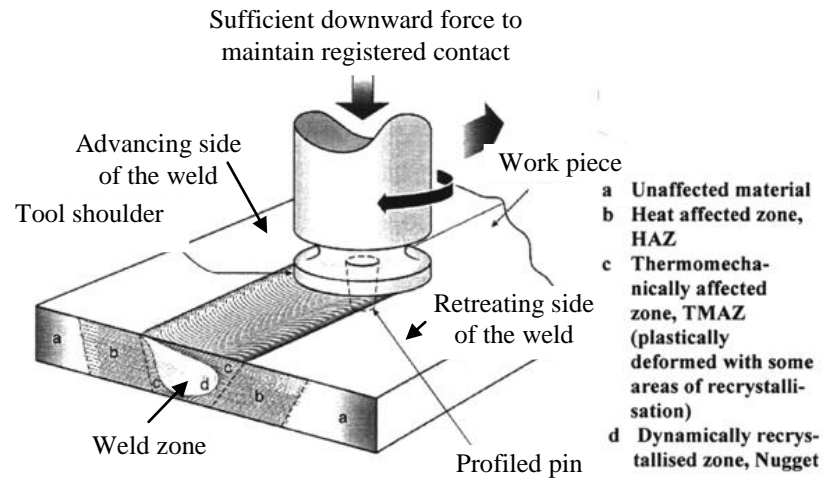 Sufficient downward force to
maintain registered contact
Advancing side
of the weld
Work piece
Tool shoulder
Retreating side
of the weld
a
b
c
d
c
b
a
Weld zone
Profiled pin
a Unaffected material
b Heat affected zone,
HAZ
c Thermomecha-
nically affected
zone, TMAZ
(plastically
deformed with some
areas of recrystalli-
sation)
d Dynamically recrys-
tallised zone, Nugget